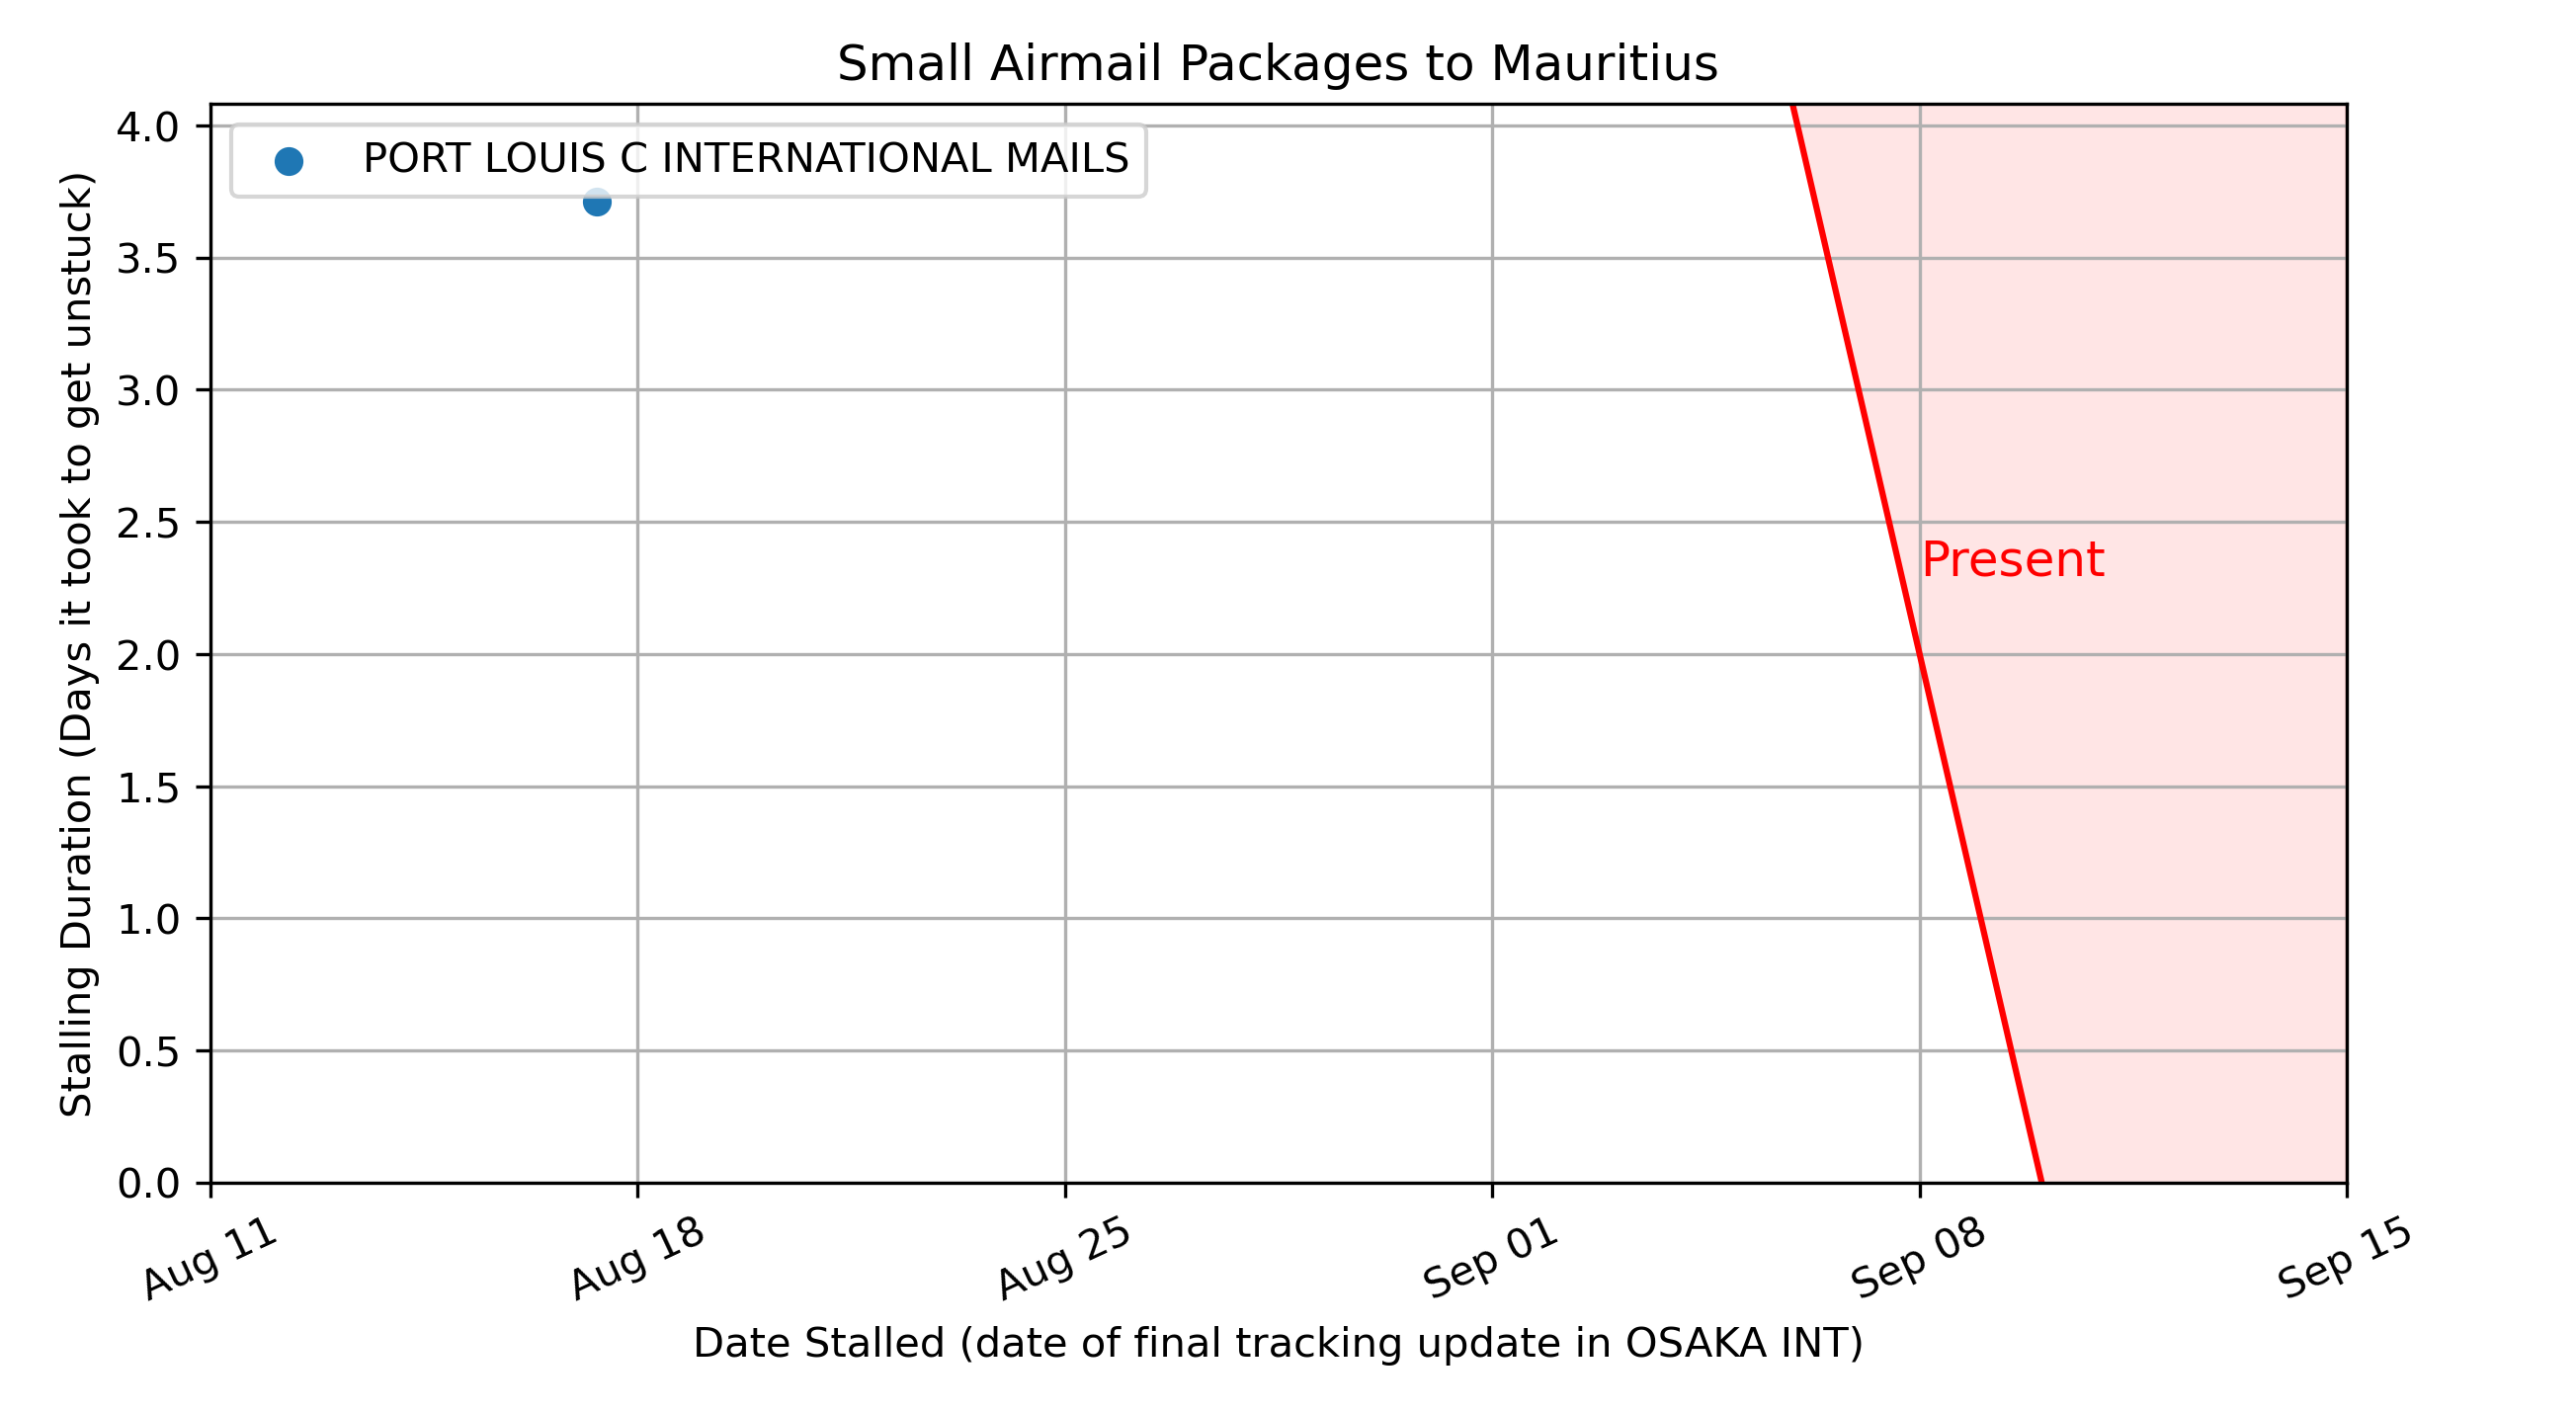 Small Airmail Packages to Mauritius
PORT LOUIS C INTERNATIONAL MAILS
Stalling Duration (Days it took to get unstuck)
4.0
3.5
3.0
2.5
2.0
1.5
1.0
0.5
0.0
Present
Aug 11
Aug 18
Aug 25
Sep 01
Sep 08
Sep 15
Date Stalled (date of final tracking update in OSAKA INT)